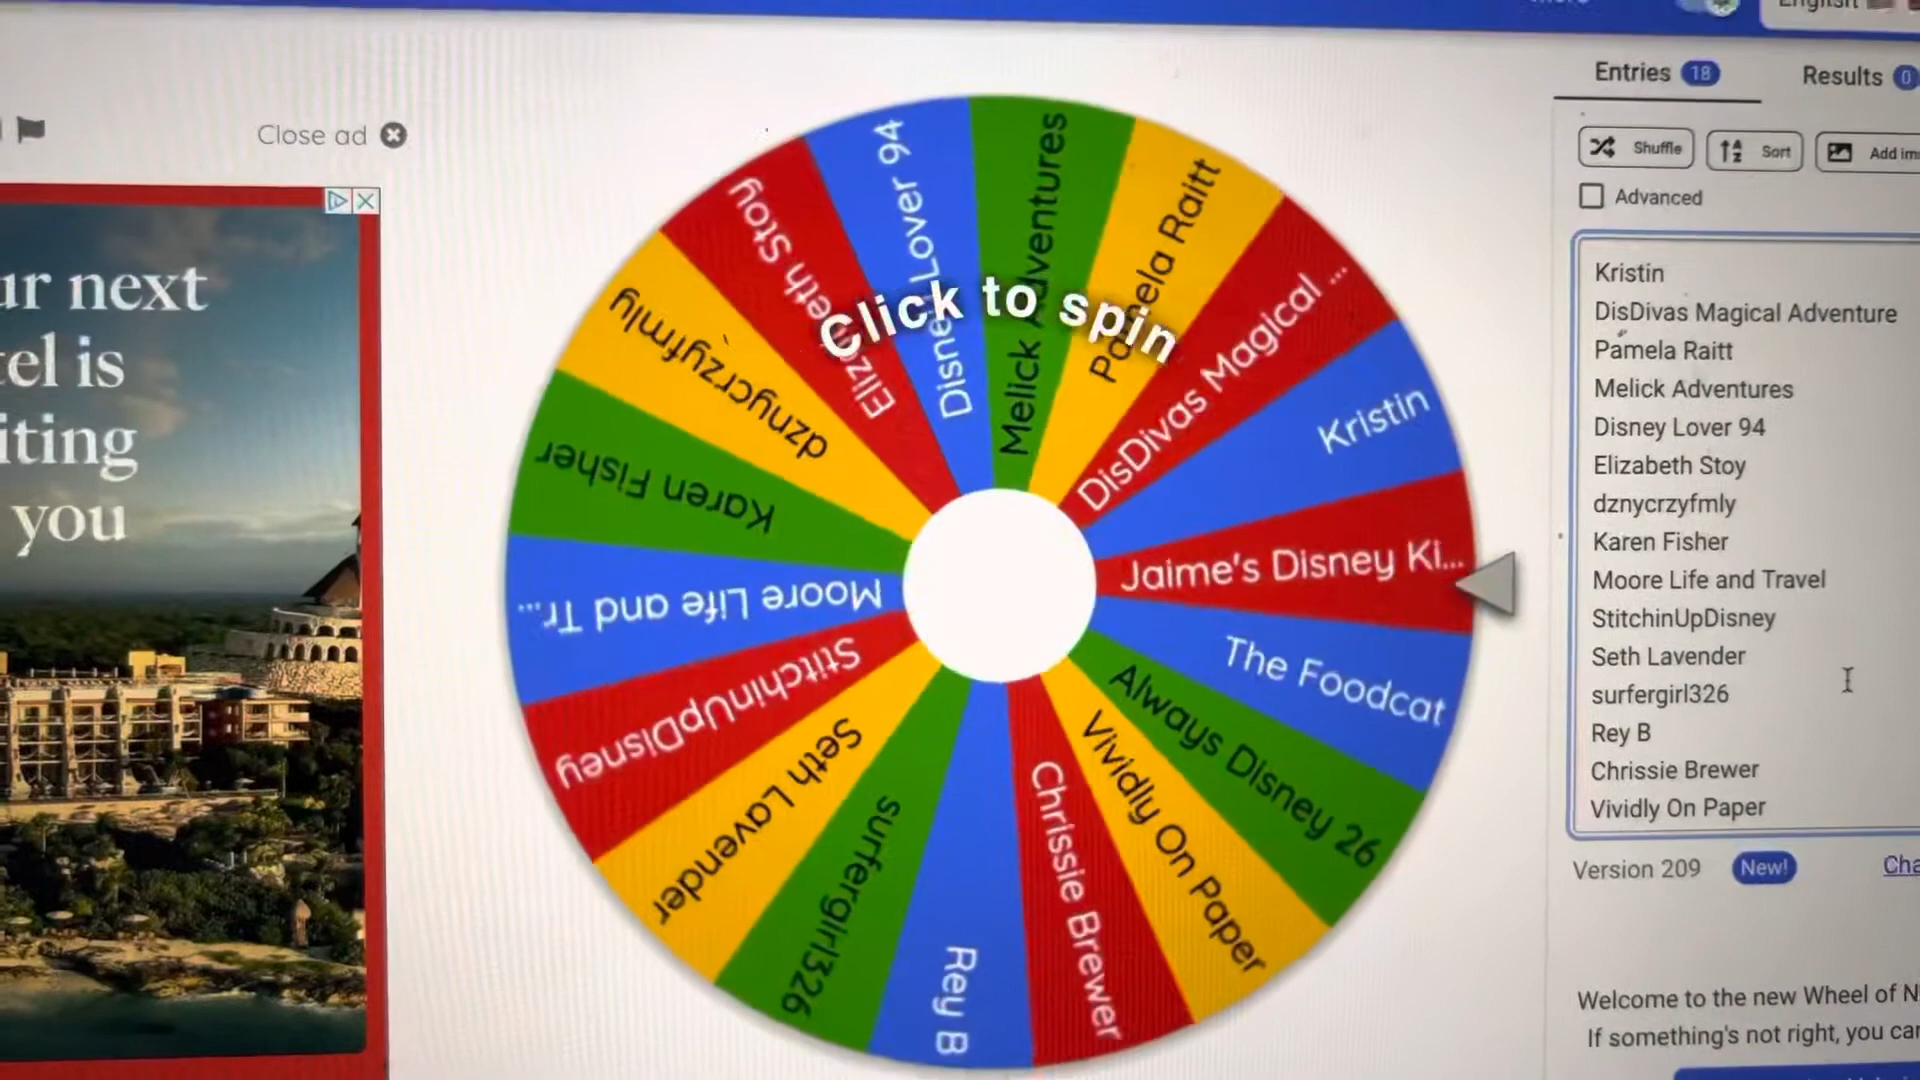 English
Entries 18
Results 0
Close ad
Shuffle
Sort
Add
Advanced
ur next
tel is
iting
you
Click to spin
Melick Adventures
Pamela Raitt
DisDivas Magical ...
Kristin
Jaime's Disney Ki...
The Foodcat
Always Disney 26
Vividly On Paper
Chrissie Brewer
Rey B
surfergirl326
Seth Lavender
StitchinUpDisney
Moore Life and Tr...
Karen Fisher
dznycrzyfmly
Elizabeth Stoy
Disney Lover 94
Kristin
DisDivas Magical Adventure
Pamela Raitt
Melick Adventures
Disney Lover 94
Elizabeth Stoy
dznycrzyfmly
Karen Fisher
Moore Life and Travel
StitchinUpDisney
Seth Lavender
surfergirl326
Rey B
Chrissie Brewer
Vividly On Paper
Version 209
New!
Cha
Welcome to the new Wheel of N
If something's not right, you can